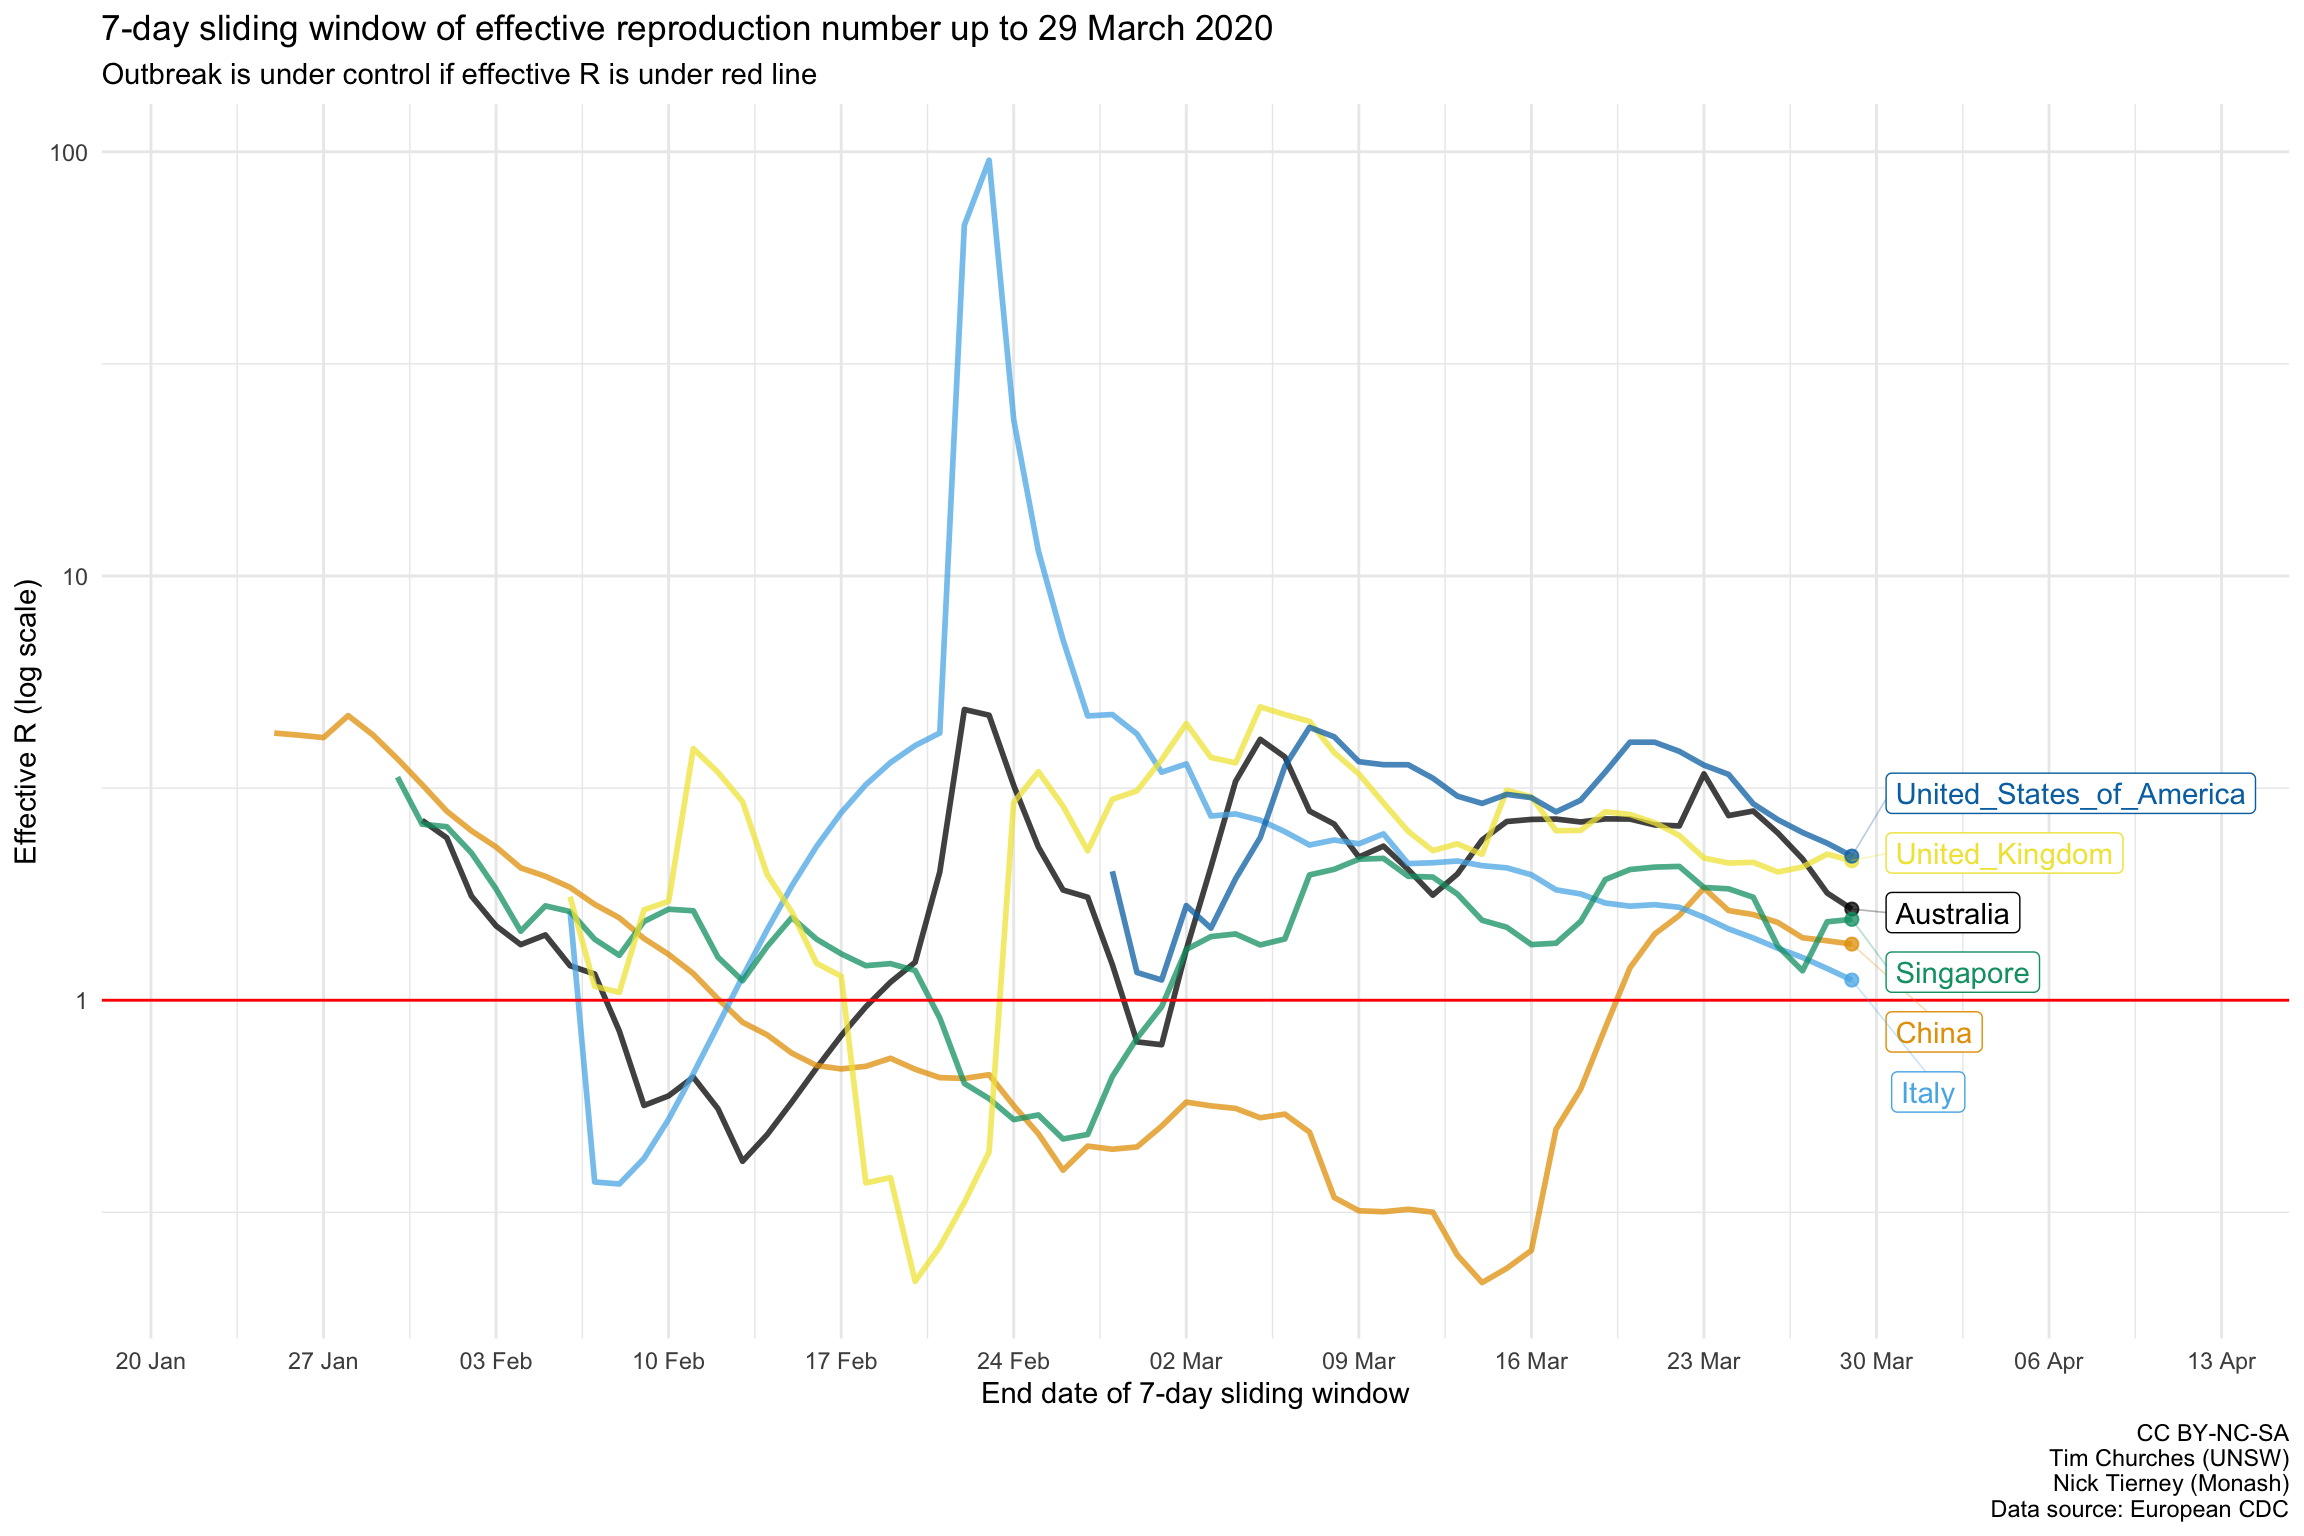 7-day sliding window of effective reproduction number up to 29 March 2020
Outbreak is under control if effective R is under red line
Effective R (log scale)
100
10
1
United_States_of_America
United_Kingdom
Australia
Singapore
China
Italy
20 Jan 27 Jan 03 Feb 10 Feb 17 Feb 24 Feb 02 Mar 09 Mar 16 Mar 23 Mar 30 Mar 06 Apr 13 Apr
End date of 7-day sliding window
CC BY-NC-SA
Tim Churches (UNSW)
Nick Tierney (Monash)
Data source: European CDC